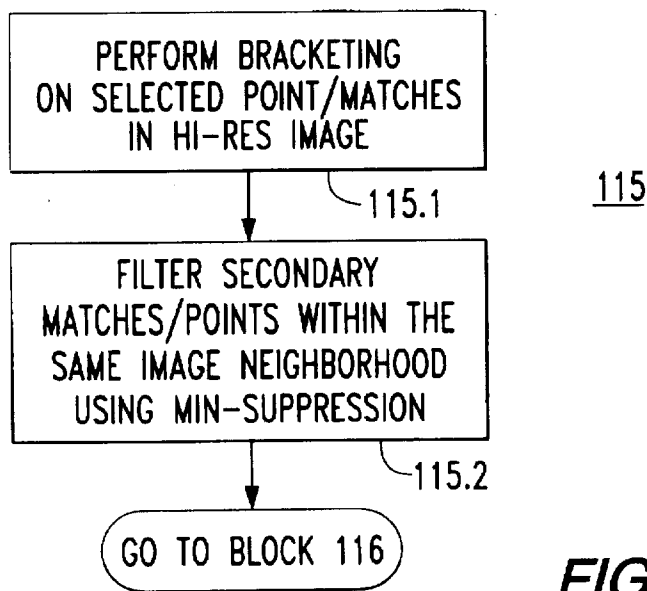 PERFORM BRACKETING
ON SELECTED POINT/MATCHES
IN HI-RES IMAGE
115.1
115
FILTER SECONDARY
MATCHES/POINTS WITHIN THE
SAME IMAGE NEIGHBORHOOD
USING MIN-SUPPRESSION
115.2
GO TO BLOCK 116
FIG